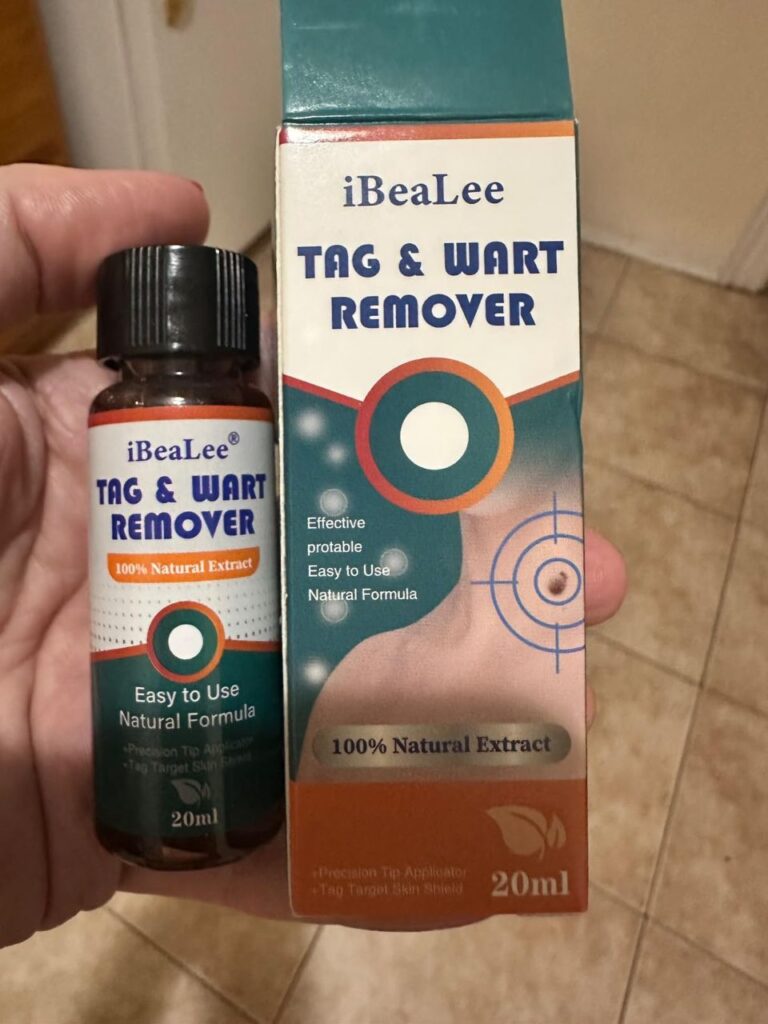 iBeaLee®
TAG & WART
REMOVER
100% Natural Extract
Easy to Use
Natural Formula
+Precision Tip Applicator
+Tag Target Skin Shield
20ml
iBeaLee
TAG & WART
REMOVER
Effective
protable
Easy to Use
Natural Formula
100% Natural Extract
+Precision Tip Applicator
+Tag Target Skin Shield
20ml